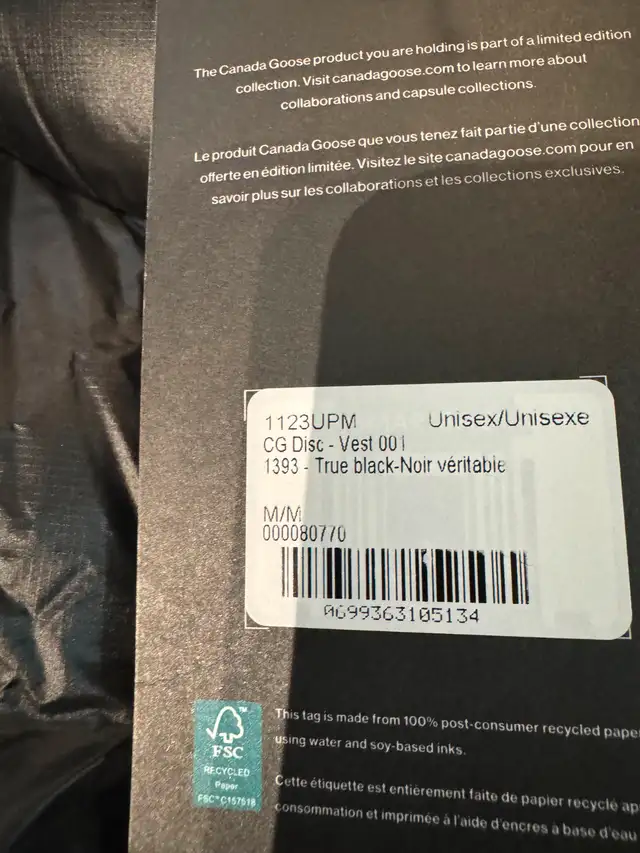 The Canada Goose product you are holding is part of a limited edition
collection. Visit canadagoose.com to learn more about
collaborations and capsule collections.
Le produit Canada Goose que vous tenez fait partie d'une collection
offerte en édition limitée. Visitez le site canadagoose.com pour en
savoir plus sur les collaborations et les collections exclusives.
1123UPM Unisex/Unisexe
CG Disc - Vest 001
1393 - True black-Noir véritable
M/M
000080770
0699363105134
FSC™
RECYCLED
Paper
FSC® C157518
This tag is made from 100% post-consumer recycled pape
using water and soy-based inks.
Cette étiquette est entièrement faite de papier recyclé ap
consommation et imprimée à l'aide d'encres à base d'eau